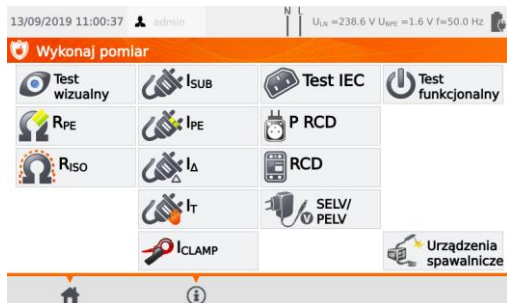 13/09/2019 11:00:37 admin N L U_LN =238.6 V U_NPE =1.6 V f=50.0 Hz
Wykonaj pomiar
Test wizualny
I_SUB
Test IEC
Test funkcjonalny
R_PE
I_PE
P RCD
R_ISO
I_Δ
RCD
I_T
SELV/
PELV
I_CLAMP
Urządzenia
spawalnicze